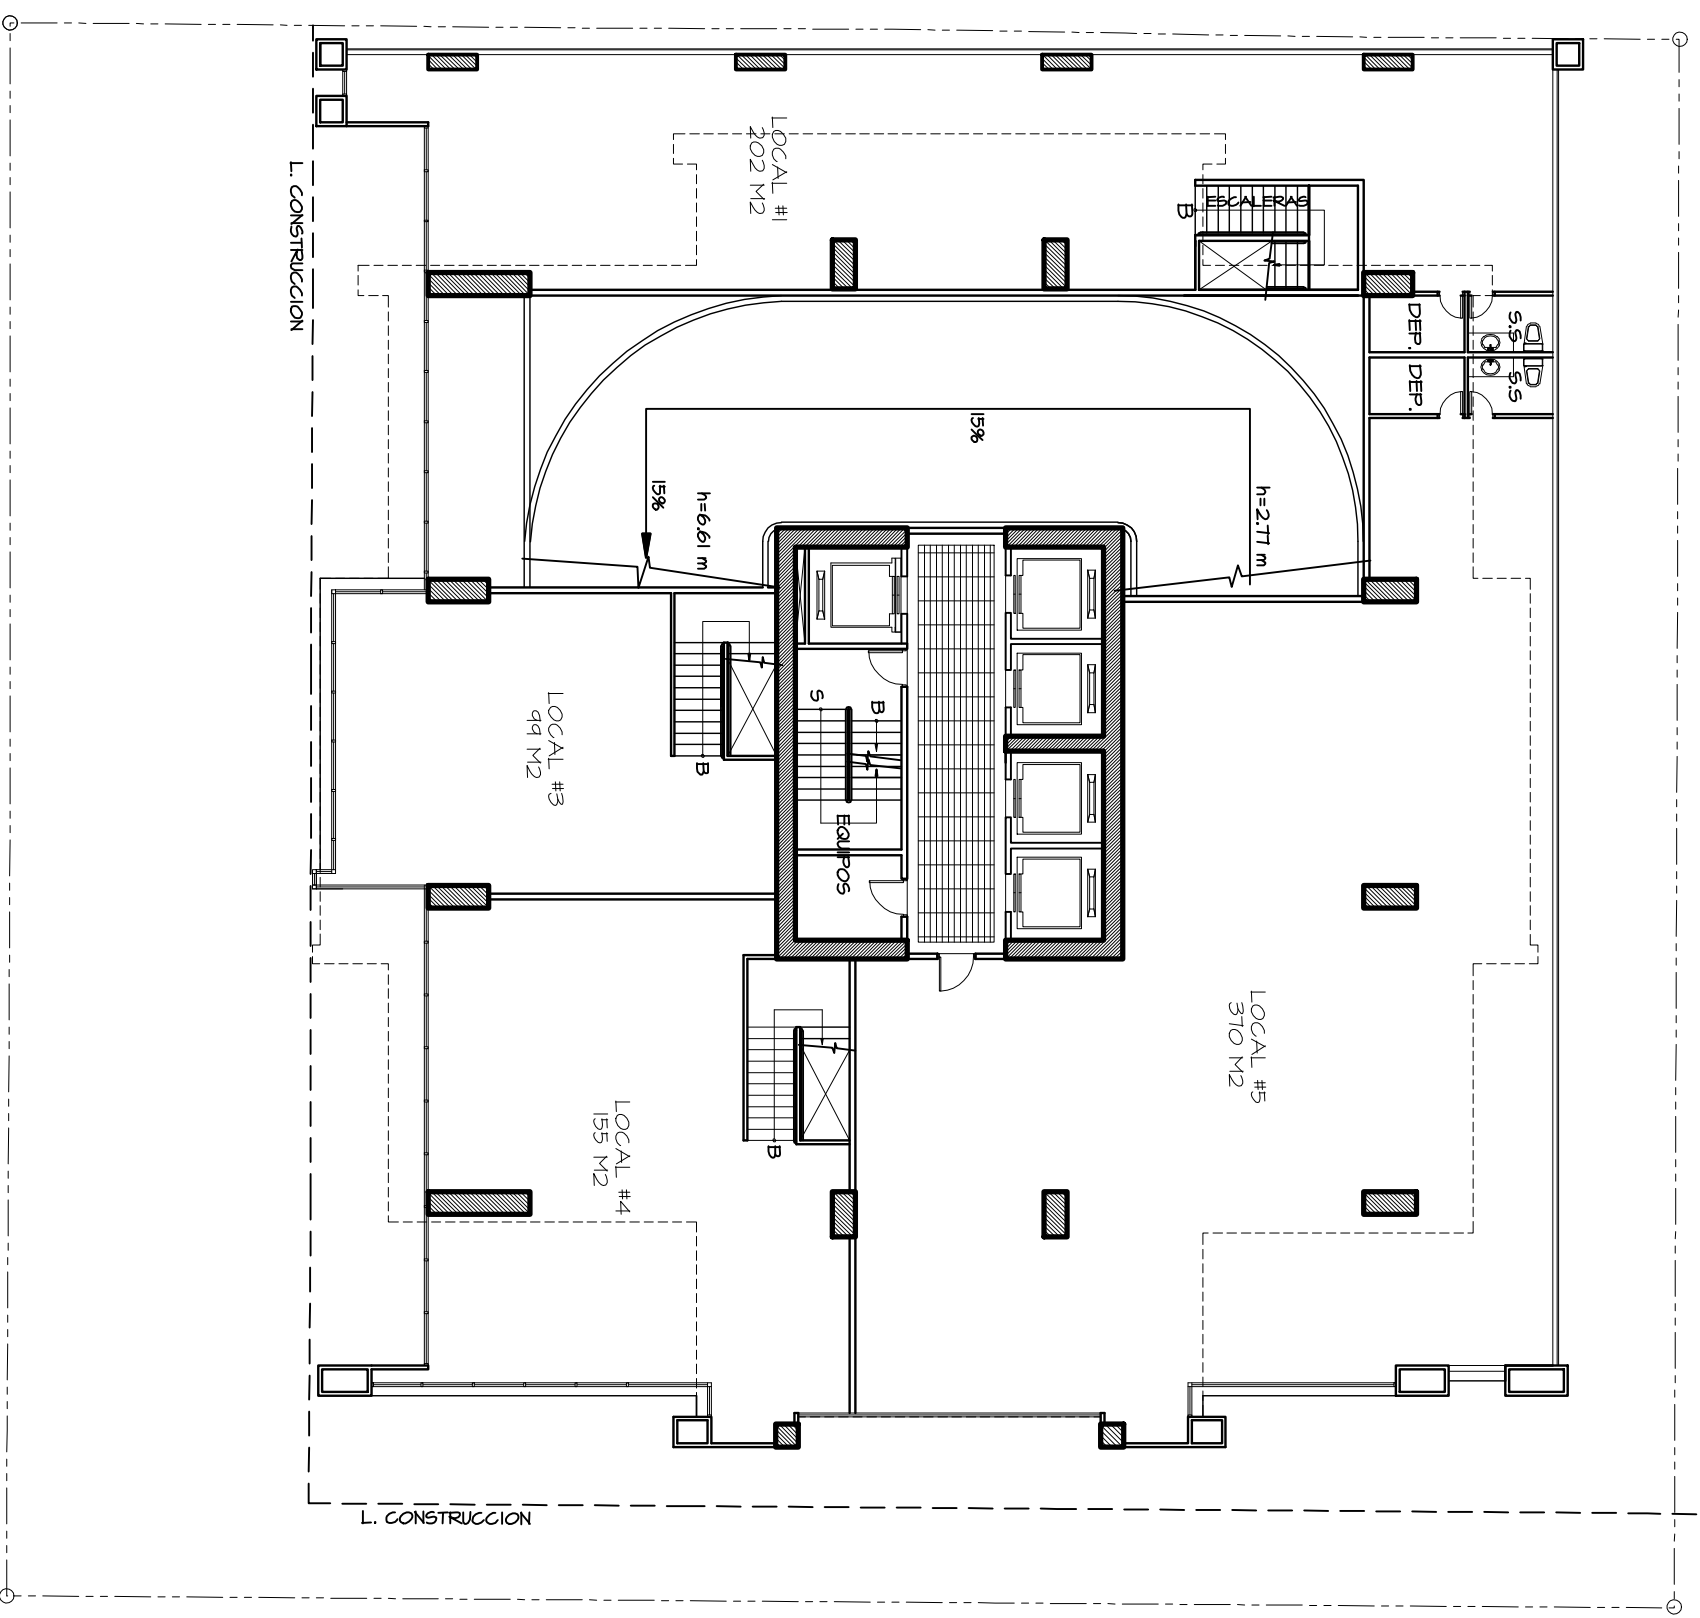 LOCAL #1
202 M2
L. CONSTRUCCION
ESCALERAS
B
DEP.
S.S
DEP.
S.S
15%
15%
h=6.61 m
h=2.77 m
LOCAL #3
99 M2
B
S
B
EQUIPOS
LOCAL #5
370 M2
LOCAL #4
155 M2
B
L. CONSTRUCCION